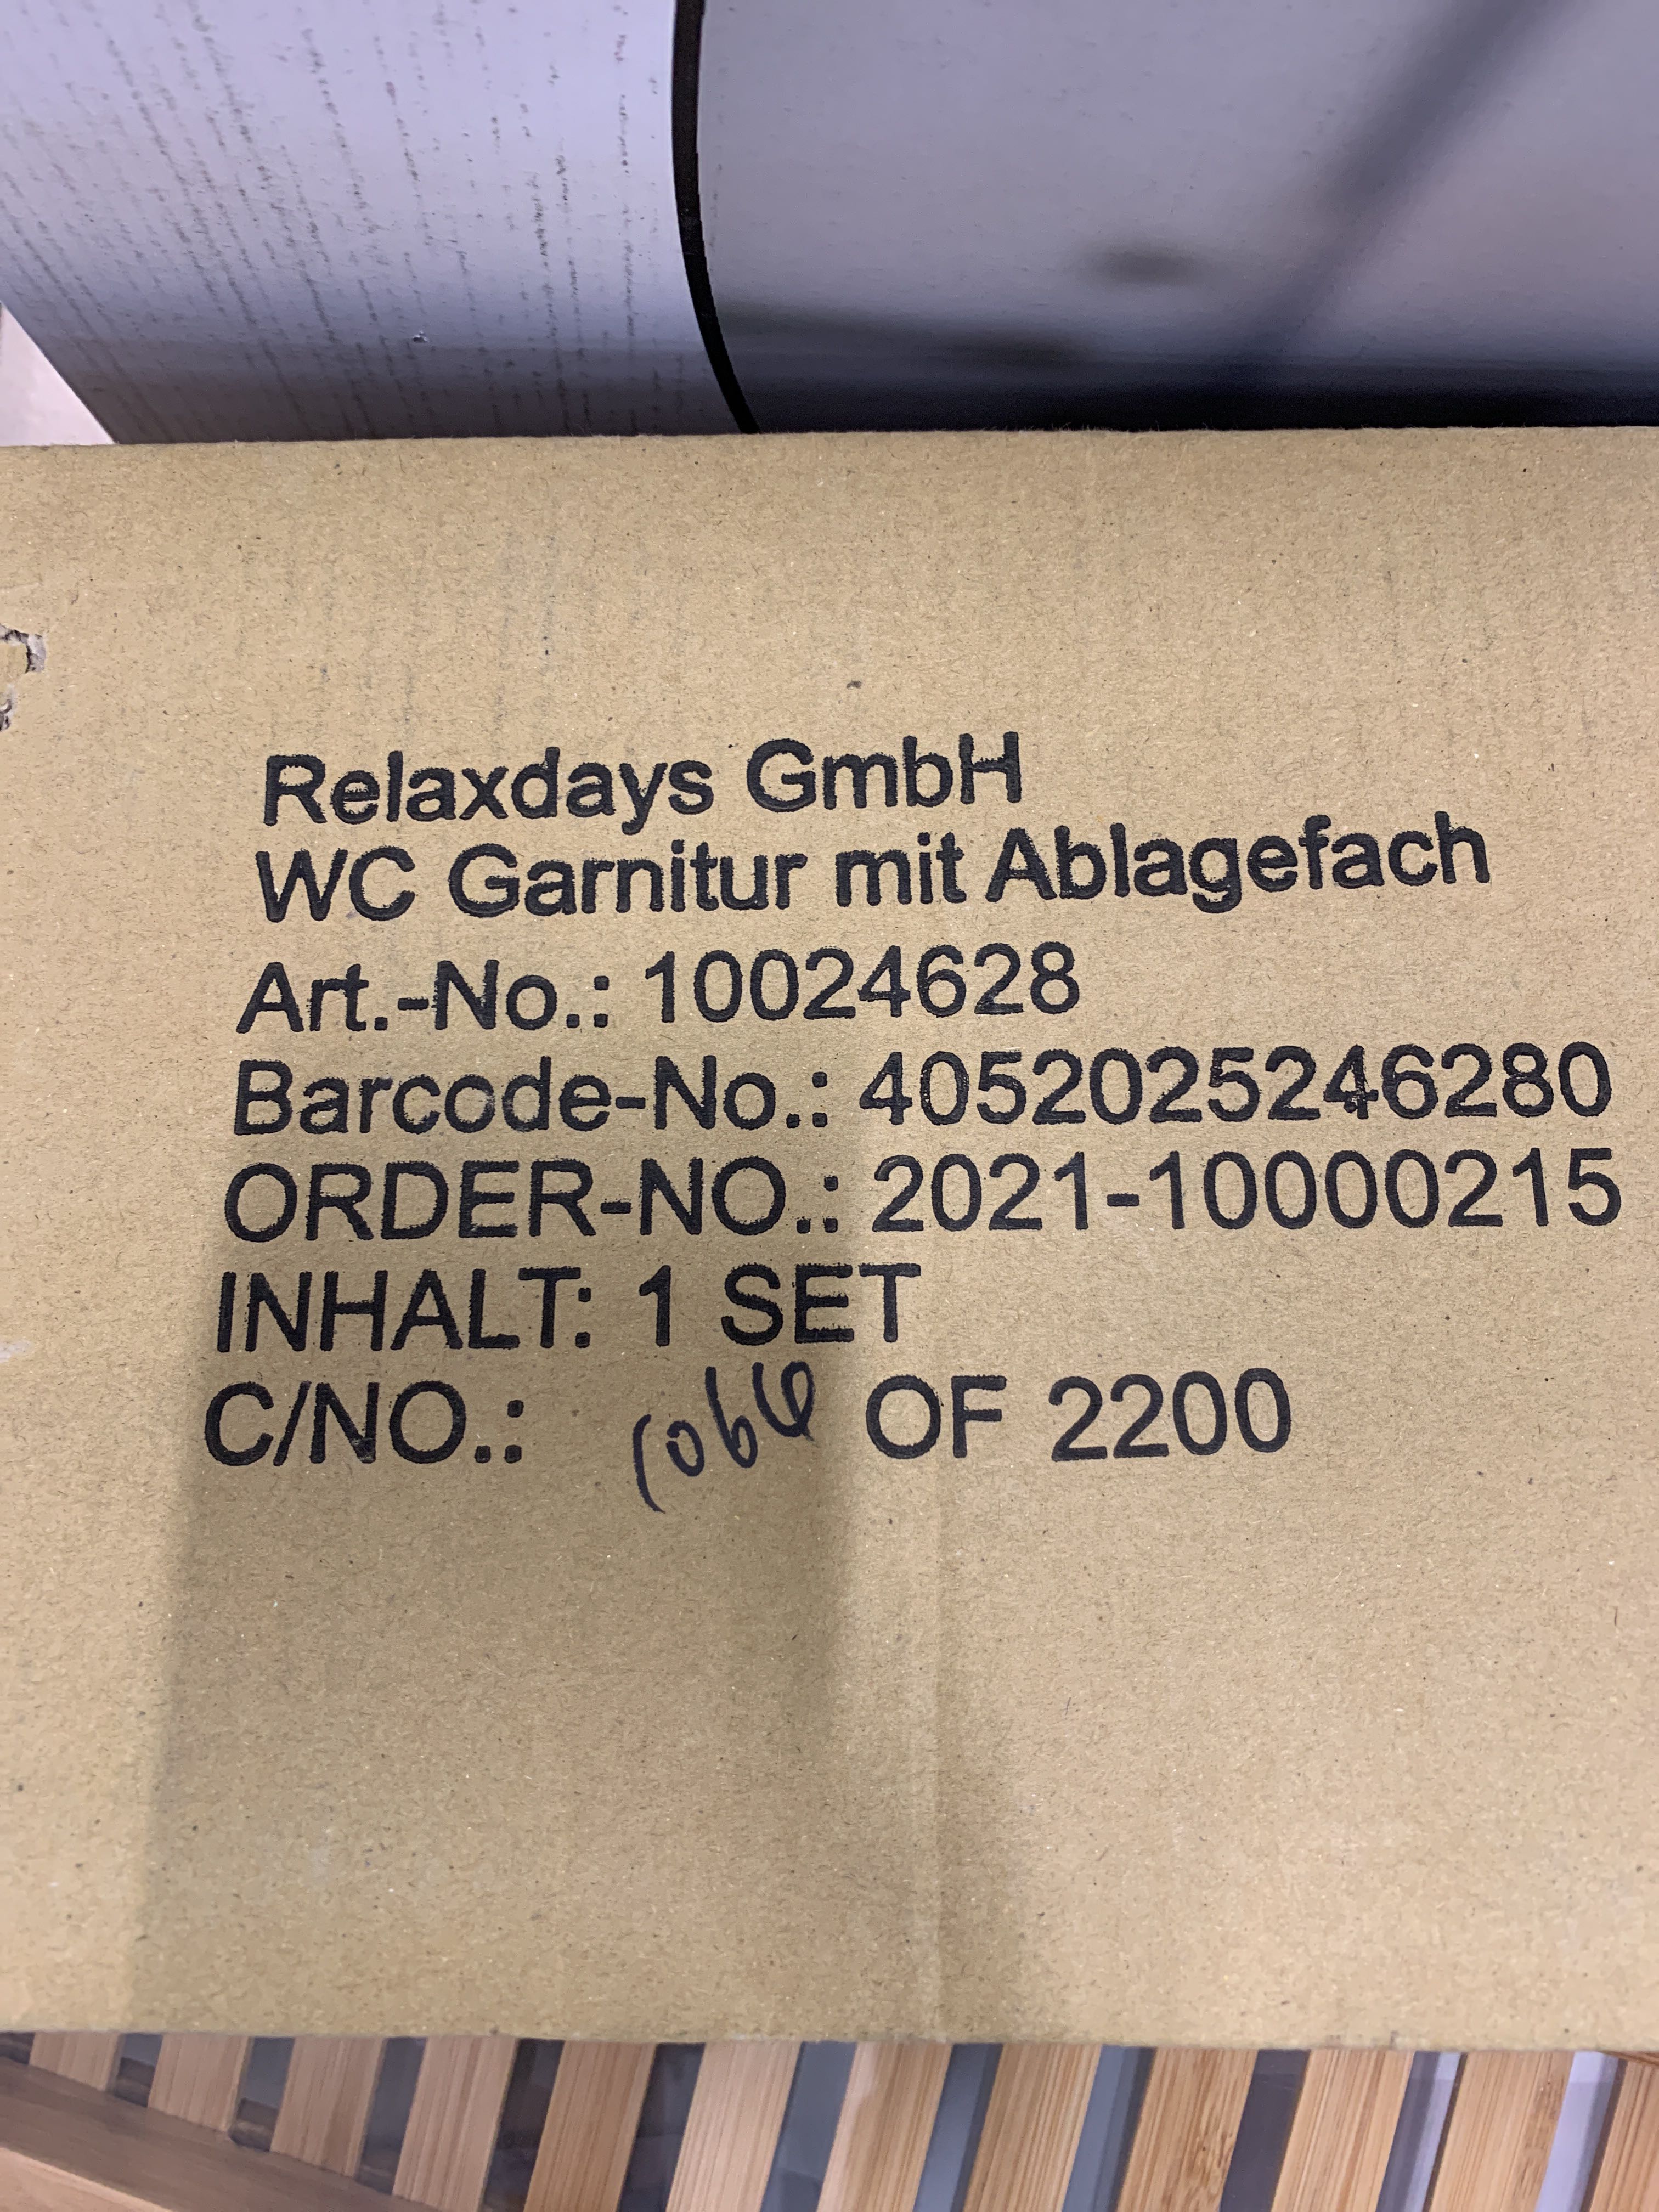 Relaxdays GmbH
WC Garnitur mit Ablagefach
Art.-No.: 10024628
Barcode-No.: 4052025246280
ORDER-NO.: 2021-10000215
INHALT: 1 SET
C/NO.: 1066 OF 2200